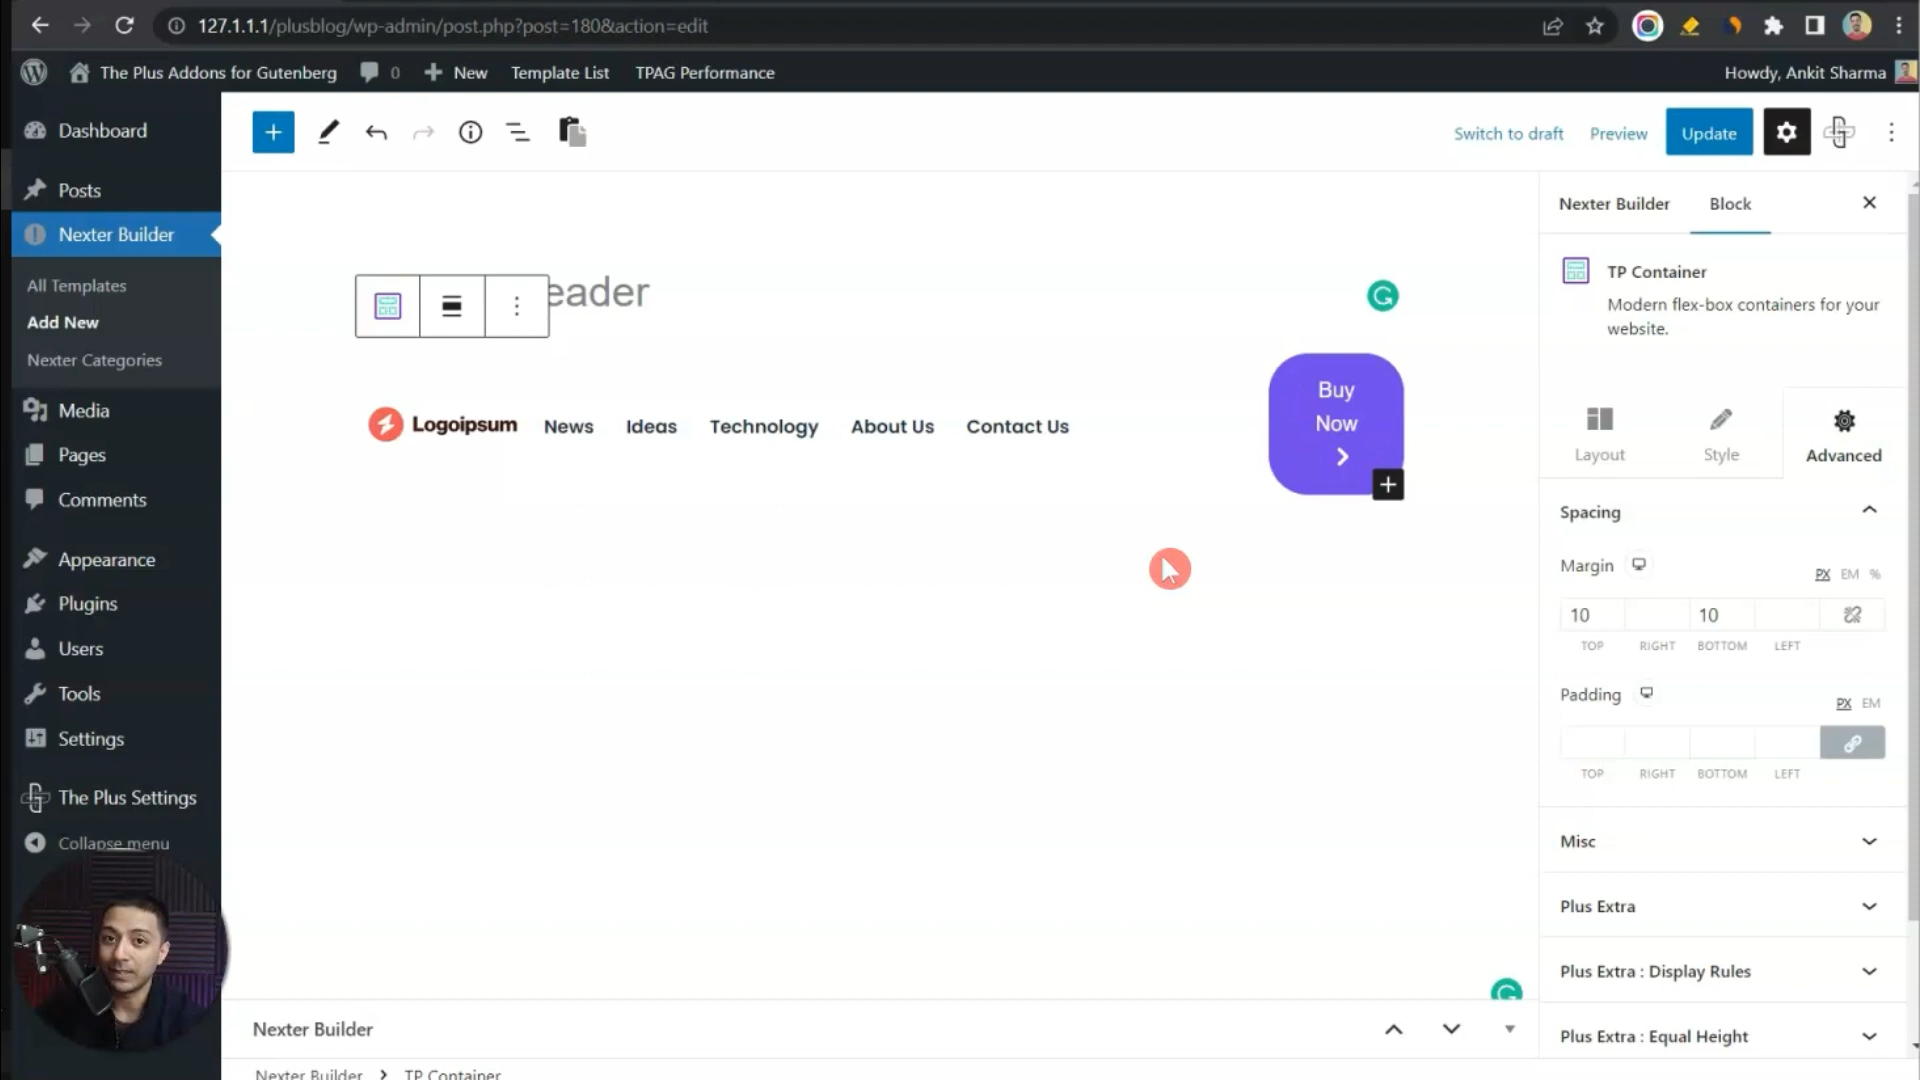 127.1.1.1/plusblog/wp-admin/post.php?post=180&action=edit
The Plus Addons for Gutenberg
0
New
Template List
TPAG Performance
Howdy, Ankit Sharma
Dashboard
Posts
Nexter Builder
All Templates
Add New
Nexter Categories
Media
Pages
Comments
Appearance
Plugins
Users
Tools
Settings
The Plus Settings
Collapse menu
Switch to draft
Preview
Update
eader
Logoipsum
News
Ideas
Technology
About Us
Contact Us
Buy
Now
Nexter Builder
Block
TP Container
Modern flex-box containers for your
website.
Layout
Style
Advanced
Spacing
Margin
PX EM %
10 10
TOP RIGHT BOTTOM LEFT
Padding
PX EM
TOP RIGHT BOTTOM LEFT
Misc
Plus Extra
Plus Extra : Display Rules
Plus Extra : Equal Height
Nexter Builder
Nexter Builder > TP Container